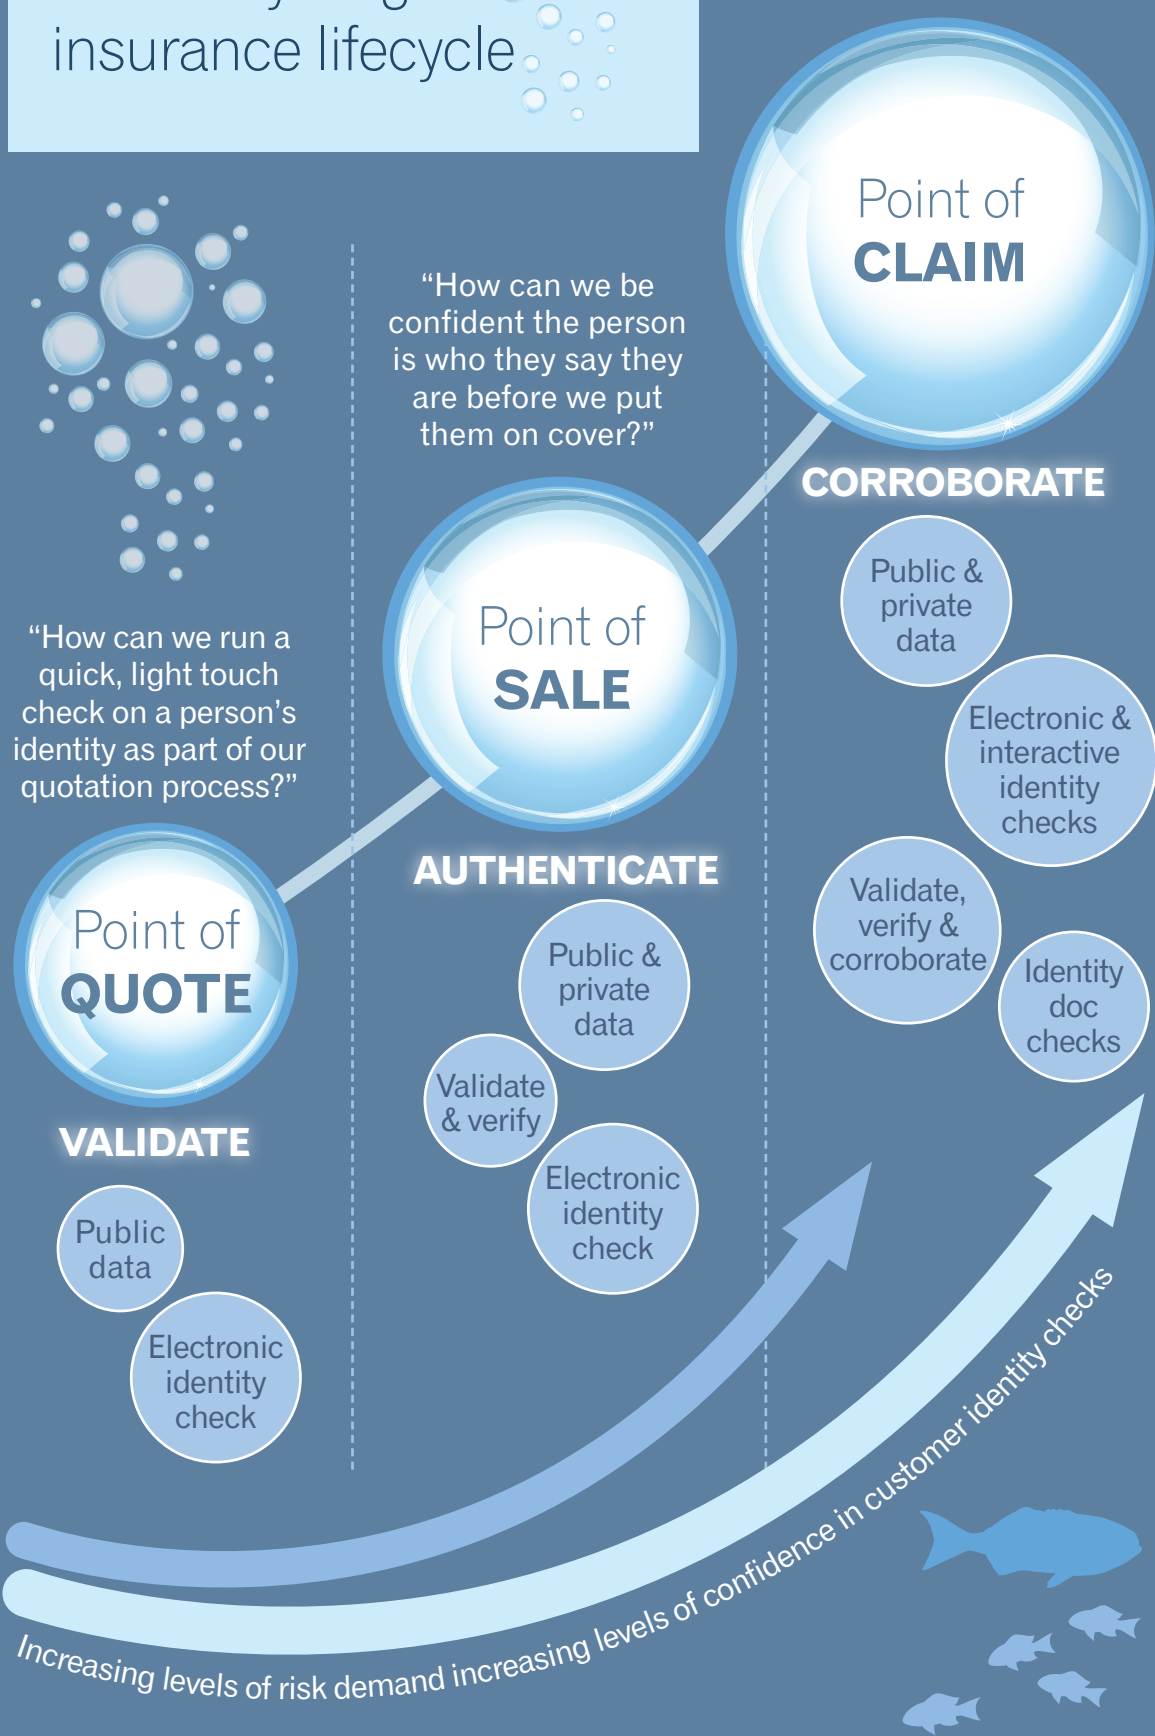 insurance lifecycle
“How can we run a
quick, light touch
check on a person’s
identity as part of our
quotation process?”
Point of
QUOTE
VALIDATE
Public
data
Electronic
identity
check
“How can we be
confident the person
is who they say they
are before we put
them on cover?”
Point of
SALE
AUTHENTICATE
Public &
private
data
Validate
& verify
Electronic
identity
check
Point of
CLAIM
CORROBORATE
Public &
private
data
Electronic &
interactive
identity
checks
Validate,
verify &
corroborate
Identity
doc
checks
Increasing levels of risk demand increasing levels of confidence in customer identity checks